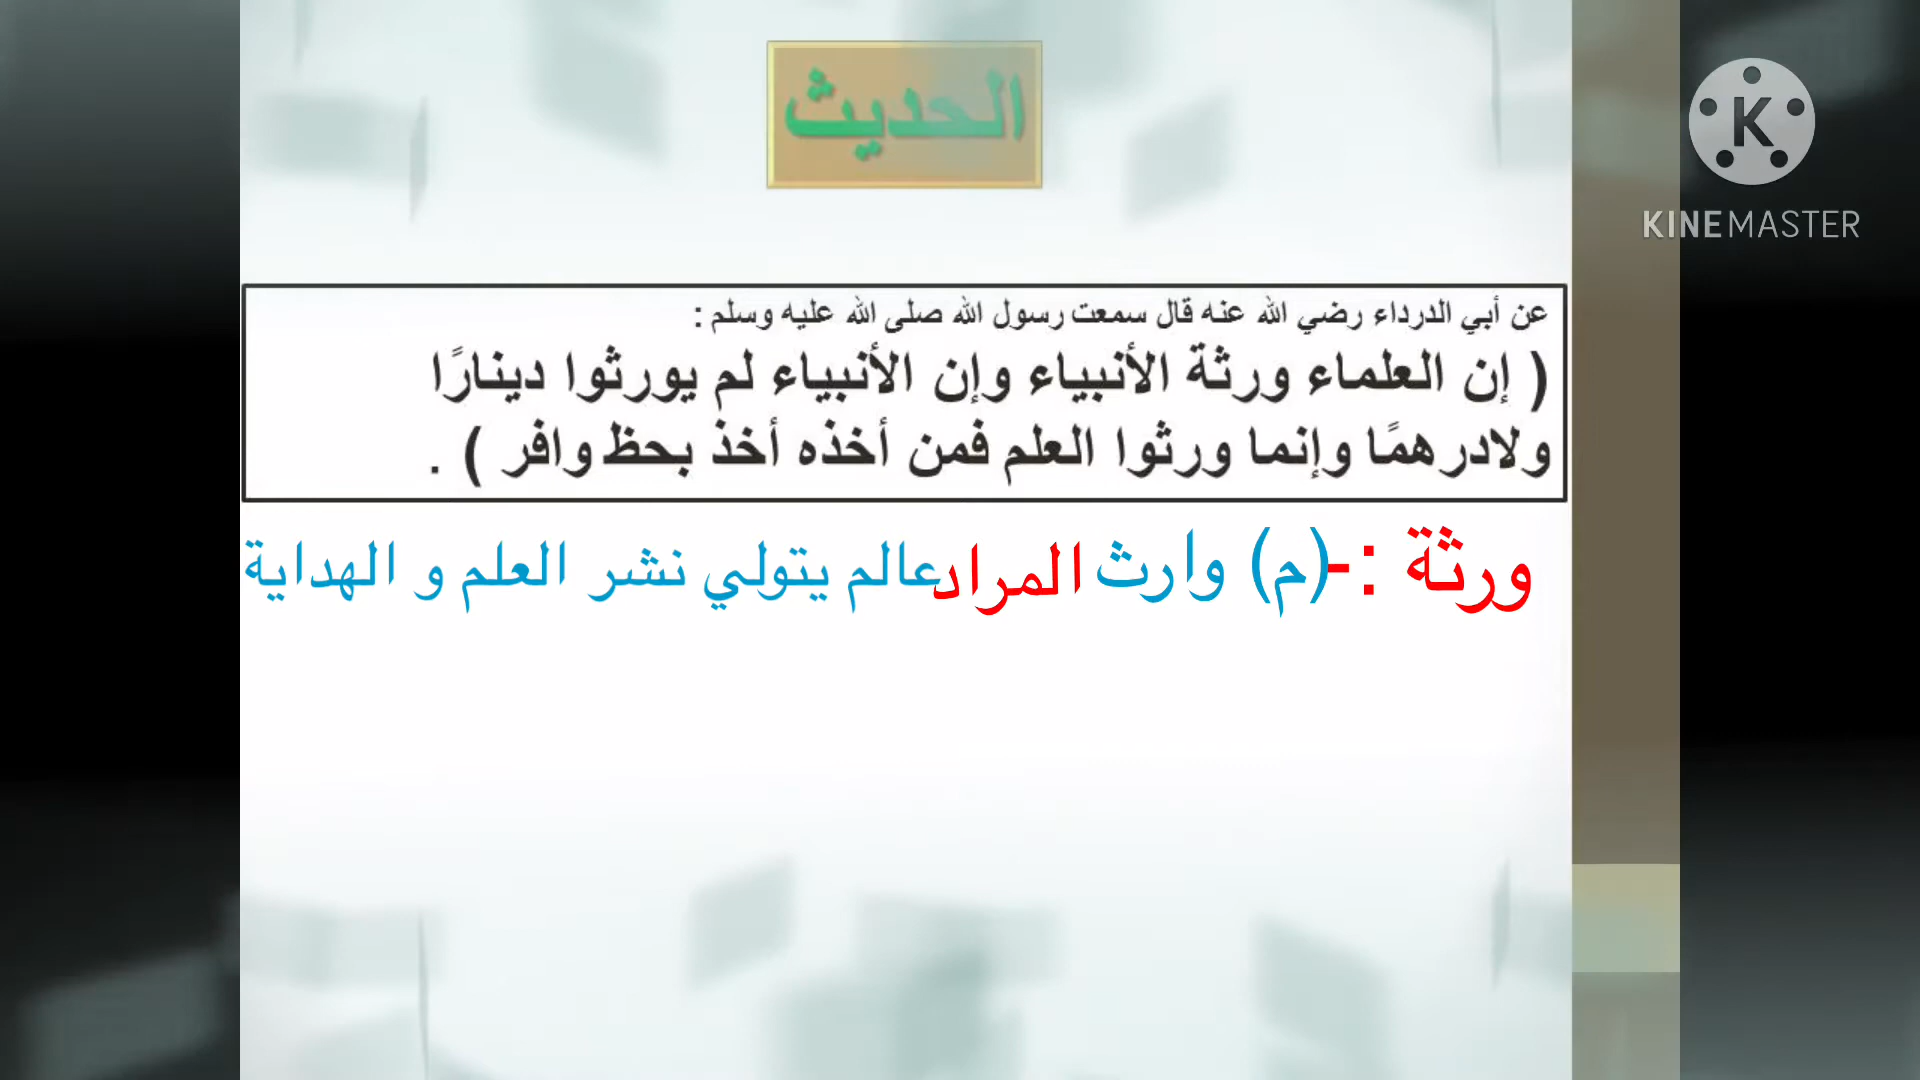 الحديث
KINEMASTER
عن أبي الدرداء رضي الله عنه قال سمعت رسول الله صلى الله عليه وسلم :
( إن العلماء ورثة الأنبياء وإن الأنبياء لم يورثوا دينارًا
ولادرهمًا وإنما ورثوا العلم فمن أخذه أخذ بحظ وافر ) .
ورثة :-(م) وارث المراد عالم يتولي نشر العلم و الهداية